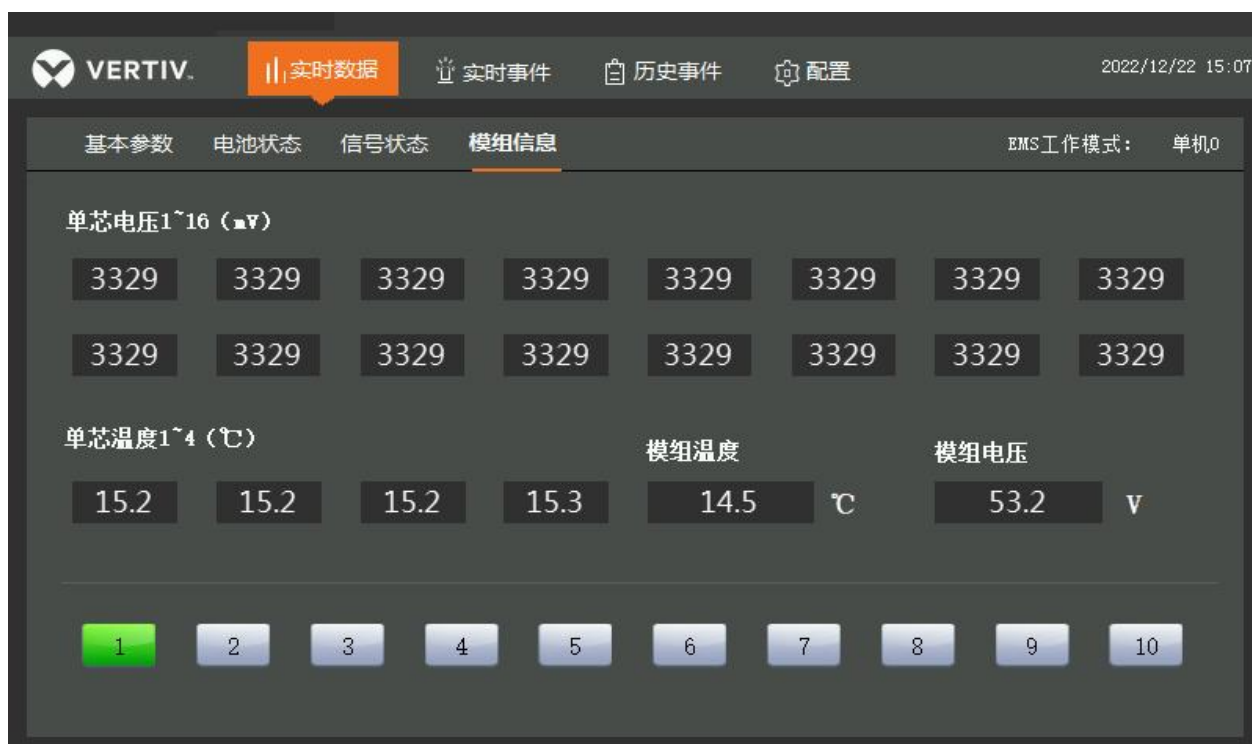 VERTIV. 实时数据 实时事件 历史事件 配置 2022/12/22 15:07
基本参数 电池状态 信号状态 模组信息 EMS工作模式： 单机0
单芯电压1~16（mV）
3329 3329 3329 3329 3329 3329 3329 3329
3329 3329 3329 3329 3329 3329 3329 3329
单芯温度1~4（℃） 模组温度 模组电压
15.2 15.2 15.2 15.3 14.5 ℃ 53.2 V
1 2 3 4 5 6 7 8 9 10